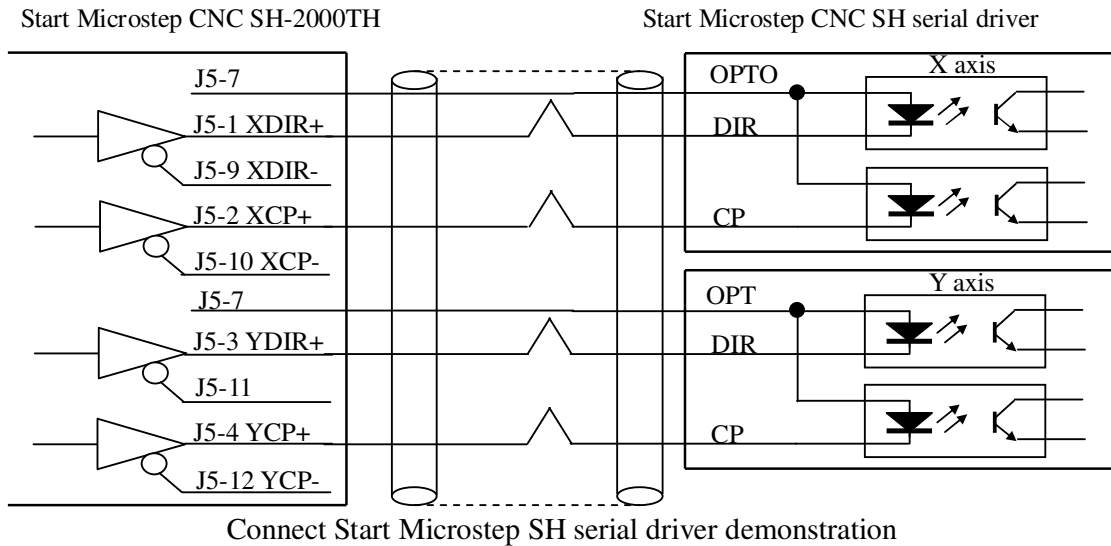 Start Microstep CNC SH-2000TH
Start Microstep CNC SH serial driver
J5-7
OPTO
X axis
J5-1 XDIR+
DIR
J5-9 XDIR-
J5-2 XCP+
CP
J5-10 XCP-
J5-7
OPT
Y axis
J5-3 YDIR+
DIR
J5-11
J5-4 YCP+
CP
J5-12 YCP-
Connect Start Microstep SH serial driver demonstration